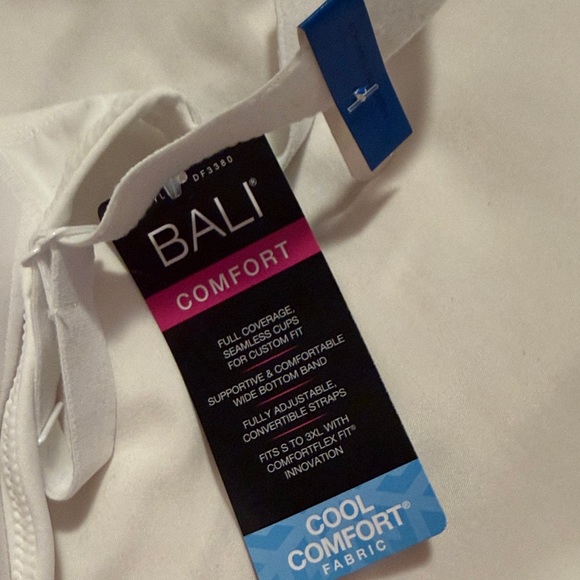 DF3380
BALI®
COMFORT
FULL COVERAGE,
SEAMLESS CUPS
FOR CUSTOM FIT
SUPPORTIVE & COMFORTABLE
WIDE BOTTOM BAND
FULLY ADJUSTABLE,
CONVERTIBLE STRAPS
FITS S TO 3XL WITH
COMFORTFLEX FIT®
INNOVATION
COOL
COMFORT®
FABRIC